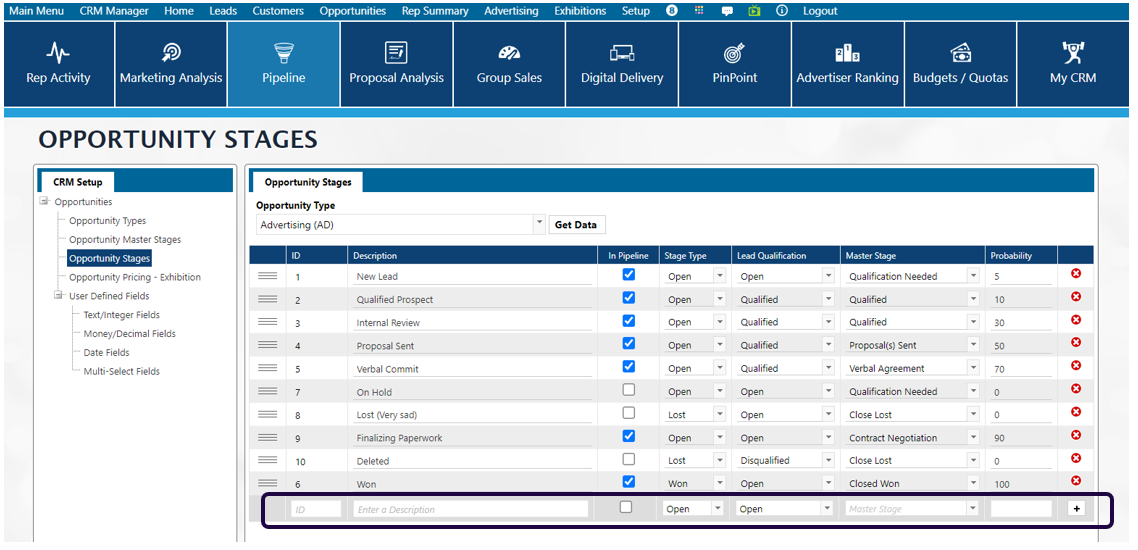 Main Menu CRM Manager Home Leads Customers Opportunities Rep Summary Advertising Exhibitions Setup 8 Logout
Rep Activity Marketing Analysis Pipeline Proposal Analysis Group Sales Digital Delivery PinPoint Advertiser Ranking Budgets / Quotas My CRM
OPPORTUNITY STAGES
CRM Setup
Opportunities
Opportunity Types
Opportunity Master Stages
Opportunity Stages
Opportunity Pricing - Exhibition
User Defined Fields
Text/Integer Fields
Money/Decimal Fields
Date Fields
Multi-Select Fields
Opportunity Stages
Opportunity Type
Advertising (AD) Get Data
ID Description In Pipeline Stage Type Lead Qualification Master Stage Probability
1 New Lead Open Open Qualification Needed 5
2 Qualified Prospect Open Qualified Qualified 10
3 Internal Review Open Qualified Qualified 30
4 Proposal Sent Open Qualified Proposal(s) Sent 50
5 Verbal Commit Open Qualified Verbal Agreement 70
7 On Hold Open Open Qualification Needed 0
8 Lost (Very sad) Lost Open Close Lost 0
9 Finalizing Paperwork Open Open Contract Negotiation 90
10 Deleted Lost Disqualified Close Lost 0
6 Won Won Open Closed Won 100
ID Enter a Description Open Open Master Stage +